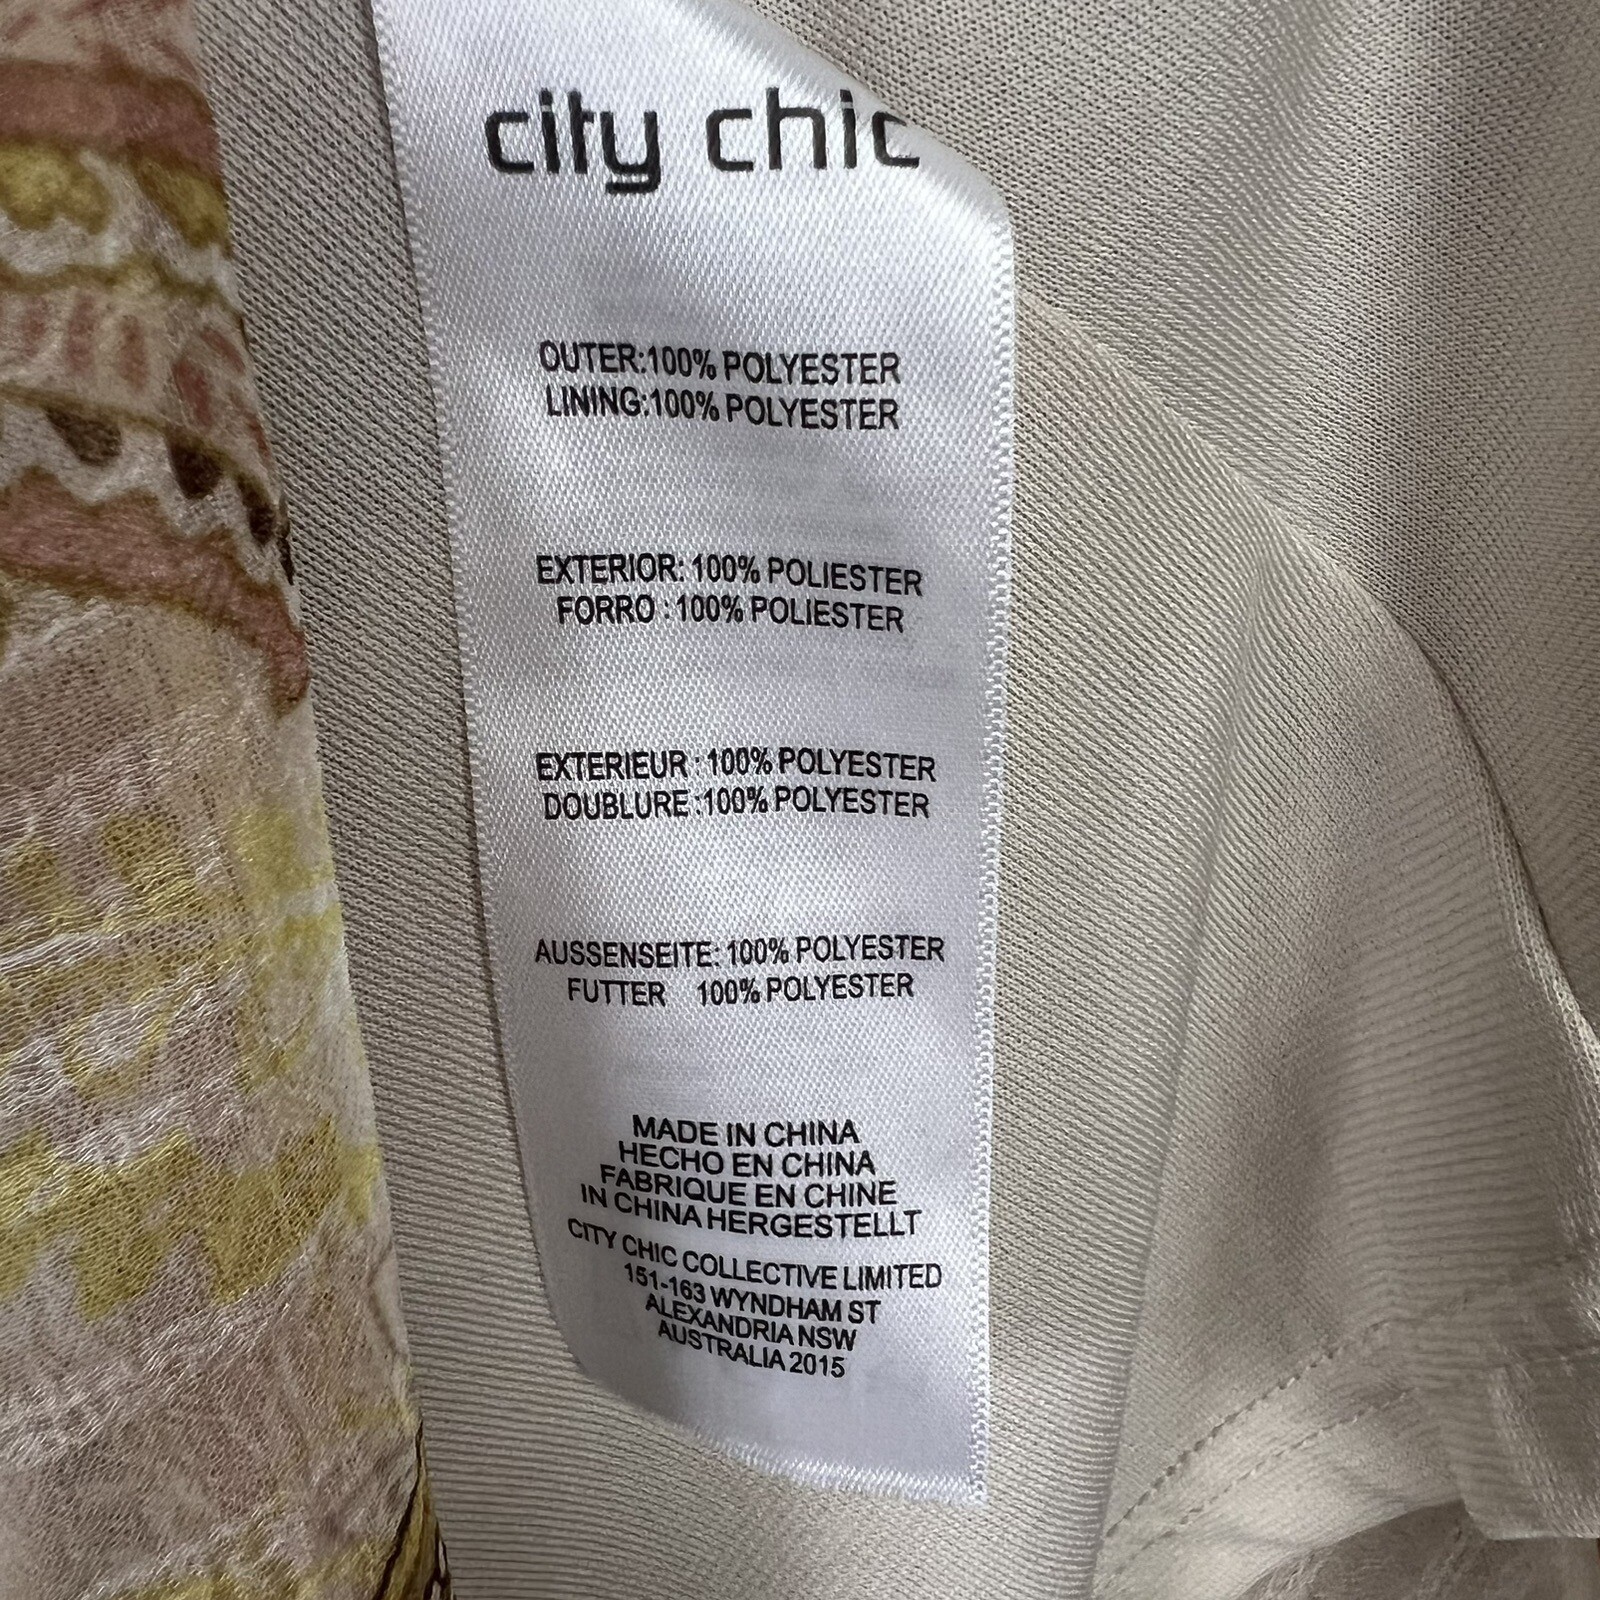 city chic
OUTER:100% POLYESTER
LINING:100% POLYESTER
EXTERIOR: 100% POLIESTER
FORRO : 100% POLIESTER
EXTERIEUR : 100% POLYESTER
DOUBLURE :100% POLYESTER
AUSSENSEITE: 100% POLYESTER
FUTTER 100% POLYESTER
MADE IN CHINA
HECHO EN CHINA
FABRIQUE EN CHINE
IN CHINA HERGESTELLT
CITY CHIC COLLECTIVE LIMITED
151-163 WYNDHAM ST
ALEXANDRIA NSW
AUSTRALIA 2015